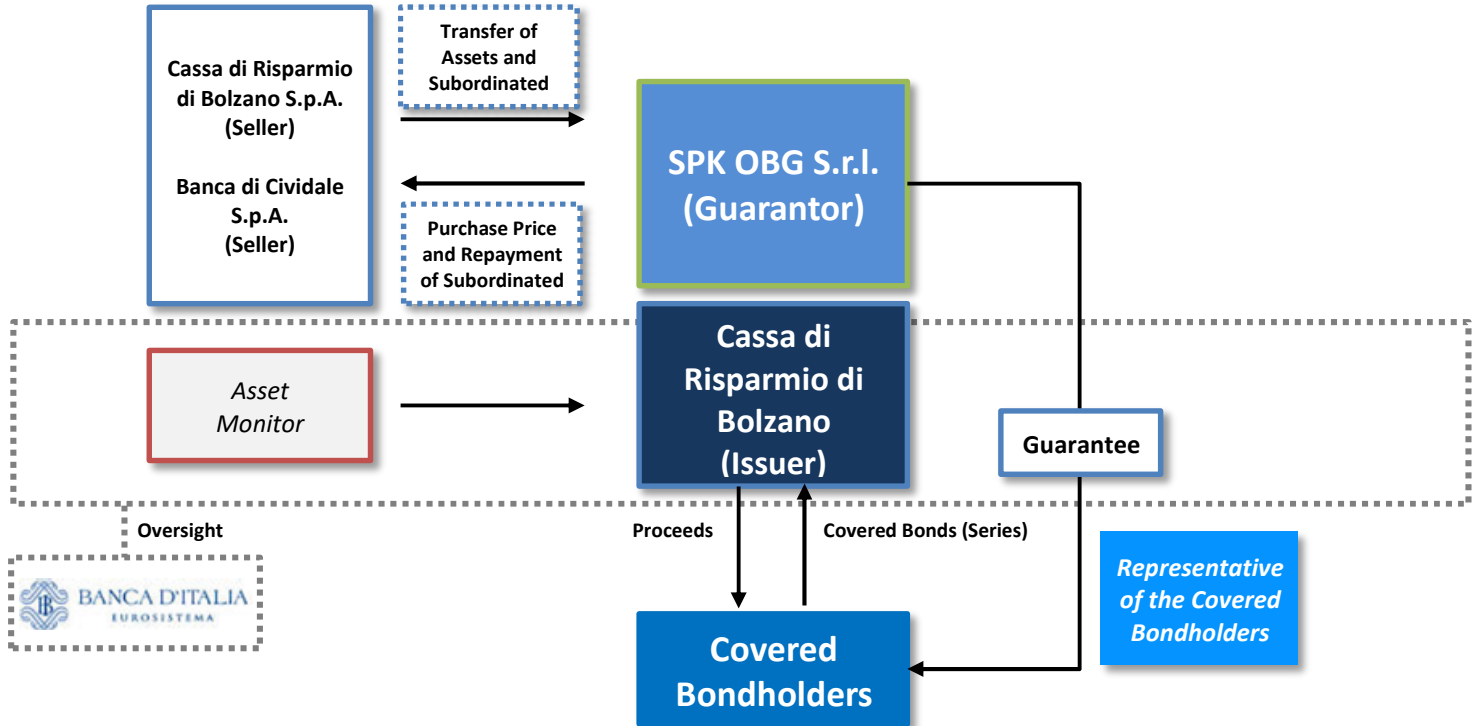 Cassa di Risparmio
di Bolzano S.p.A.
(Seller)
Banca di Cividale
S.p.A.
(Seller)
Transfer of
Assets and
Subordinated
Purchase Price
and Repayment
of Subordinated
SPK OBG S.r.l.
(Guarantor)
Asset
Monitor
Cassa di
Risparmio di
Bolzano
(Issuer)
Guarantee
Oversight
Proceeds
Covered Bonds (Series)
BANCA D'ITALIA
EUROSISTEMA
Representative
of the Covered
Bondholders
Covered
Bondholders